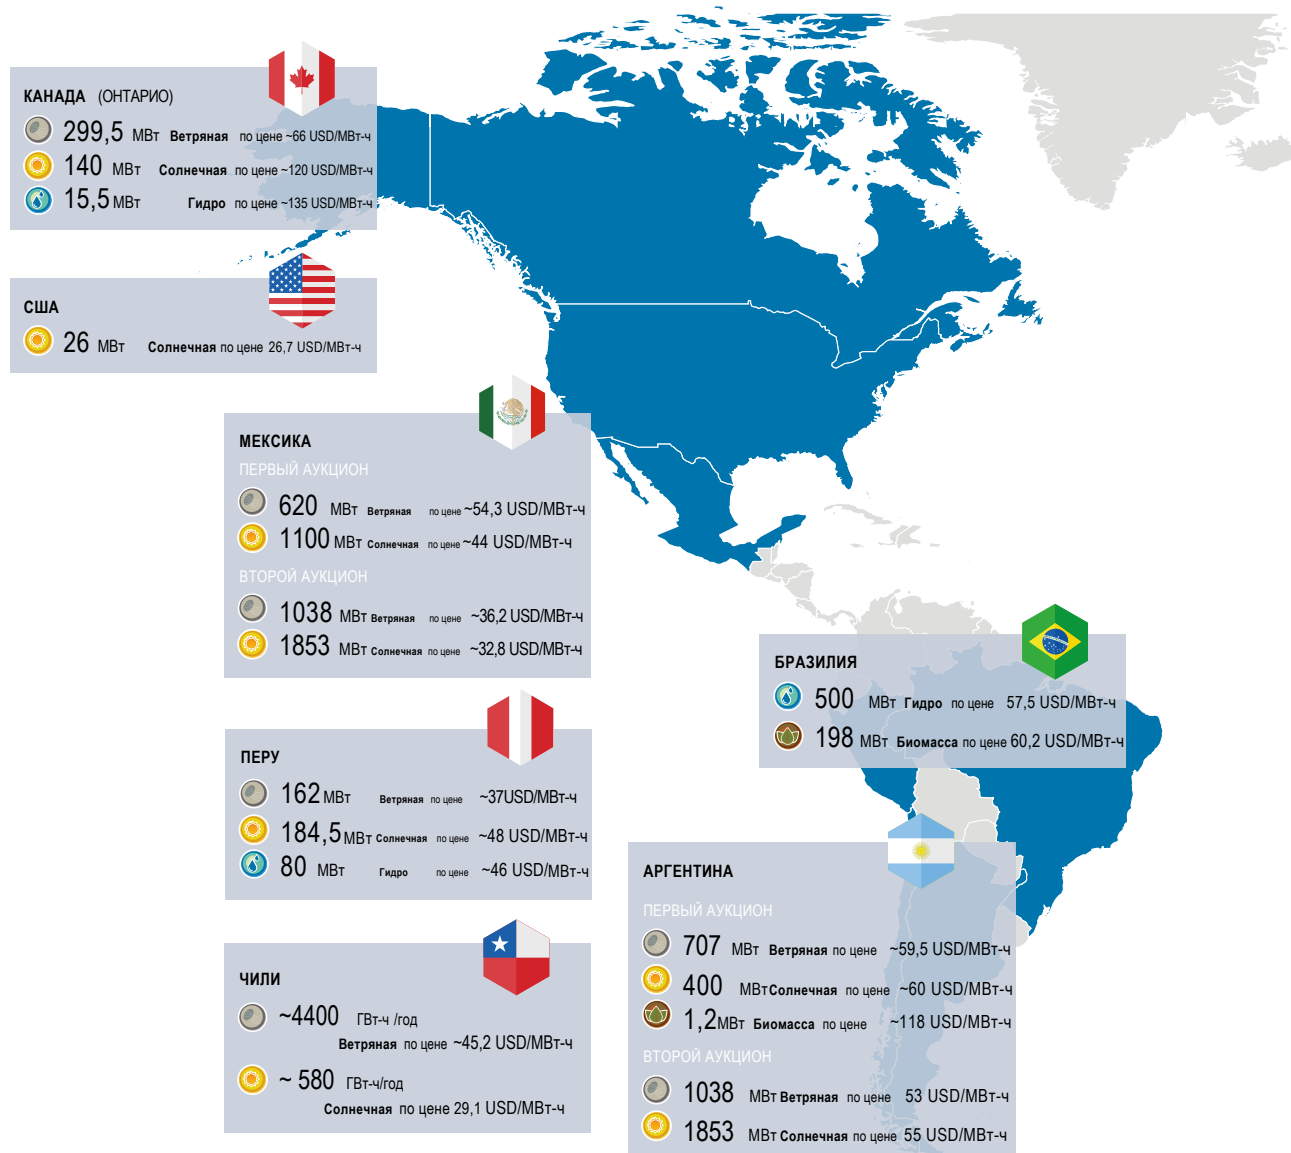 КАНАДА (ОНТАРИО)
299,5 МВт Ветряная по цене ~66 USD/МВт-ч
140 МВт Солнечная по цене ~120 USD/МВт-ч
15,5 МВт Гидро по цене ~135 USD/МВт-ч
США
26 МВт Солнечная по цене 26,7 USD/МВт-ч
МЕКСИКА
ПЕРВЫЙ АУКЦИОН
620 МВт Ветряная по цене ~54,3 USD/МВт-ч
1100 МВт Солнечная по цене ~44 USD/МВт-ч
ВТОРОЙ АУКЦИОН
1038 МВт Ветряная по цене ~36,2 USD/МВт-ч
1853 МВт Солнечная по цене ~32,8 USD/МВт-ч
БРАЗИЛИЯ
500 МВт Гидро по цене 57,5 USD/МВт-ч
198 МВт Биомасса по цене 60,2 USD/МВт-ч
ПЕРУ
162 МВт Ветряная по цене ~37USD/МВт-ч
184,5 МВт Солнечная по цене ~48 USD/МВт-ч
80 МВт Гидро по цене ~46 USD/МВт-ч
АРГЕНТИНА
ПЕРВЫЙ АУКЦИОН
707 МВт Ветряная по цене ~59,5 USD/МВт-ч
400 МВт Солнечная по цене ~60 USD/МВт-ч
1,2 МВт Биомасса по цене ~118 USD/МВт-ч
ВТОРОЙ АУКЦИОН
1038 МВт Ветряная по цене 53 USD/МВт-ч
1853 МВт Солнечная по цене 55 USD/МВт-ч
ЧИЛИ
~4400 ГВт-ч /год
Ветряная по цене ~45,2 USD/МВт-ч
~ 580 ГВт-ч/год
Солнечная по цене 29,1 USD/МВт-ч